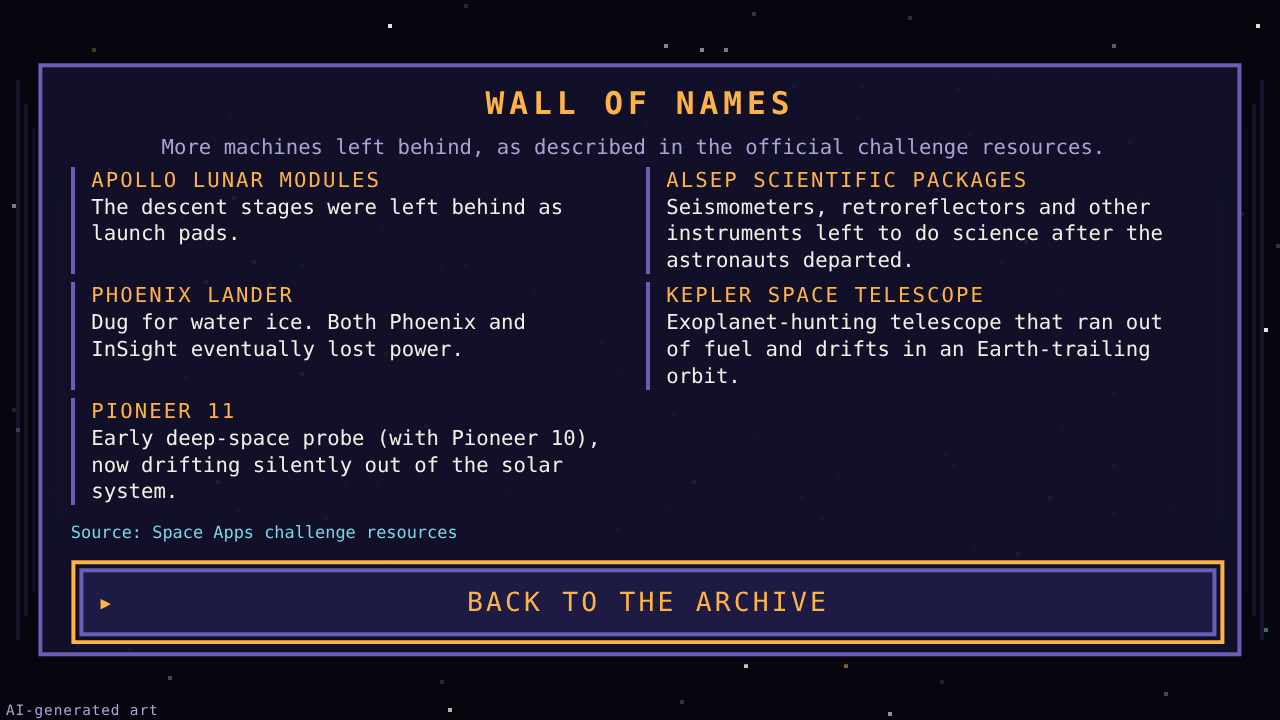 WALL OF NAMES
More machines left behind, as described in the official challenge resources.
APOLLO LUNAR MODULES
The descent stages were left behind as
launch pads.
ALSEP SCIENTIFIC PACKAGES
Seismometers, retroreflectors and other
instruments left to do science after the
astronauts departed.
PHOENIX LANDER
Dug for water ice. Both Phoenix and
InSight eventually lost power.
KEPLER SPACE TELESCOPE
Exoplanet-hunting telescope that ran out
of fuel and drifts in an Earth-trailing
orbit.
PIONEER 11
Early deep-space probe (with Pioneer 10),
now drifting silently out of the solar
system.
Source: Space Apps challenge resources
▶ BACK TO THE ARCHIVE
AI-generated art